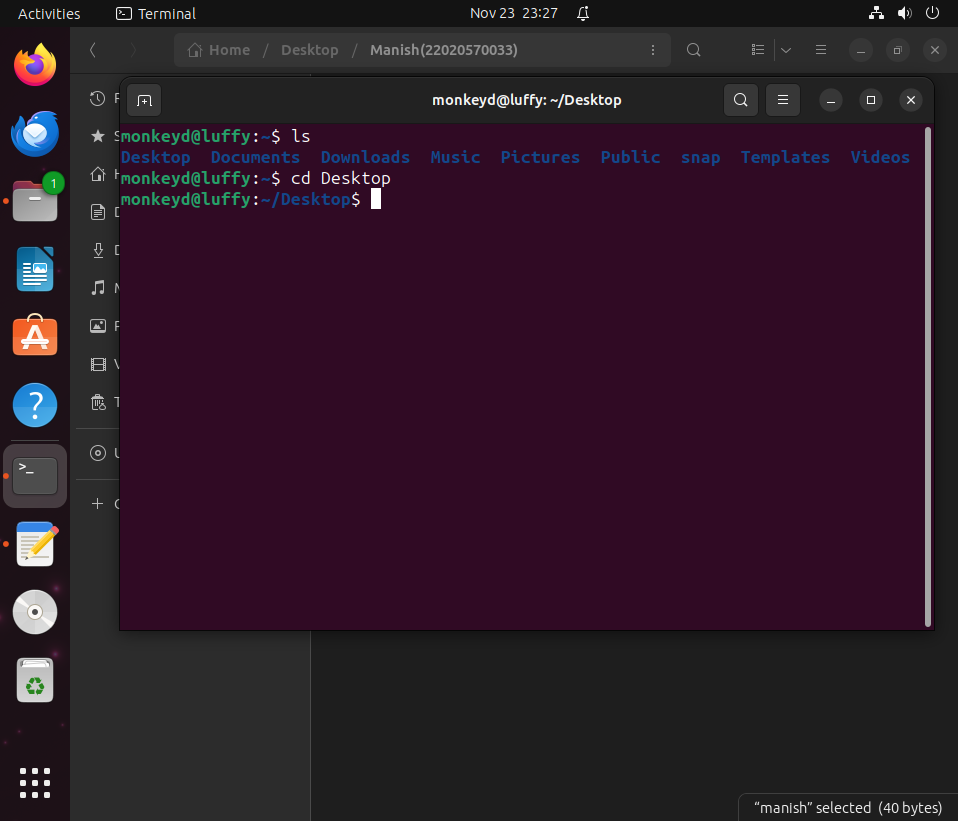 Activities Terminal Nov 23 23:27
Home / Desktop / Manish(22020570033)
monkeyd@luffy: ~/Desktop
monkeyd@luffy:~$ ls
Desktop Documents Downloads Music Pictures Public snap Templates Videos
monkeyd@luffy:~$ cd Desktop
monkeyd@luffy:~/Desktop$
1
>_
?
“manish” selected (40 bytes)